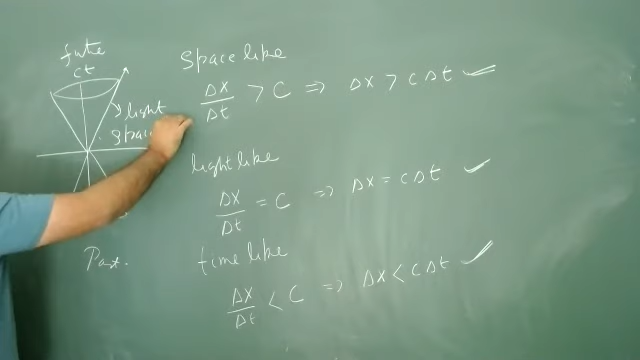 future
ct
light
space
Past.
Space like
Δx/Δt > C ⇒ Δx > cΔt
light like
Δx/Δt = C ⇒ Δx = cΔt
time like
Δx/Δt < C ⇒ Δx < cΔt